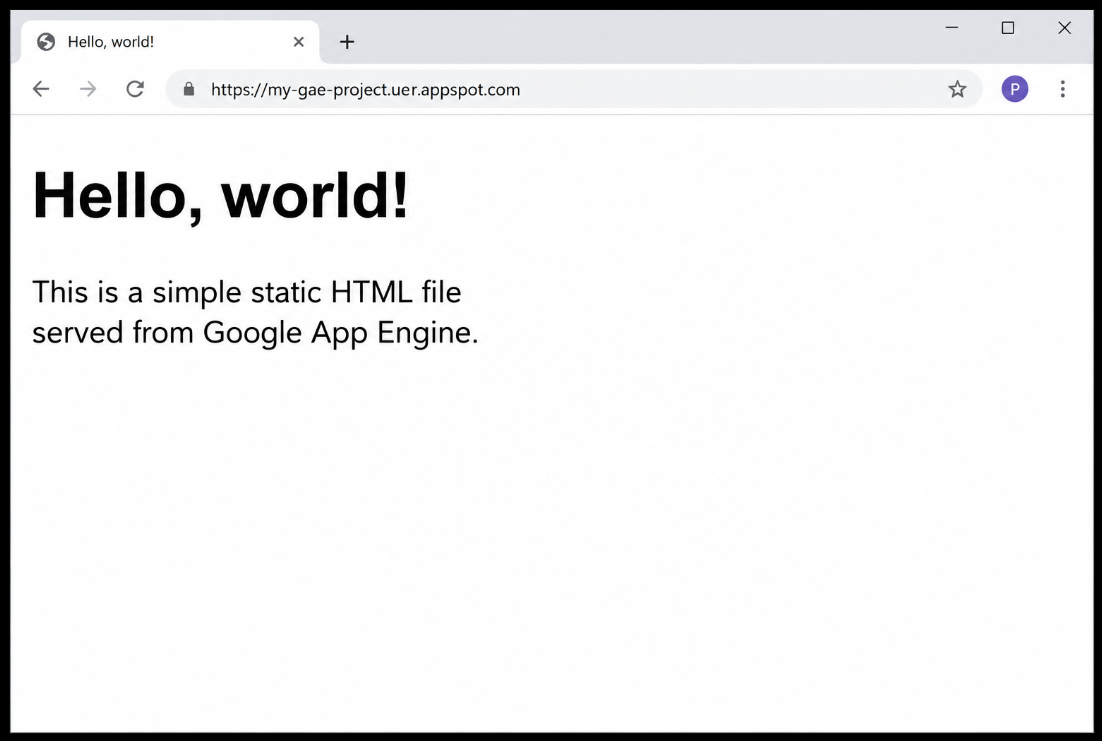 Hello, world!
https://my-gae-project.uer.appspot.com
P
Hello, world!
This is a simple static HTML file
served from Google App Engine.